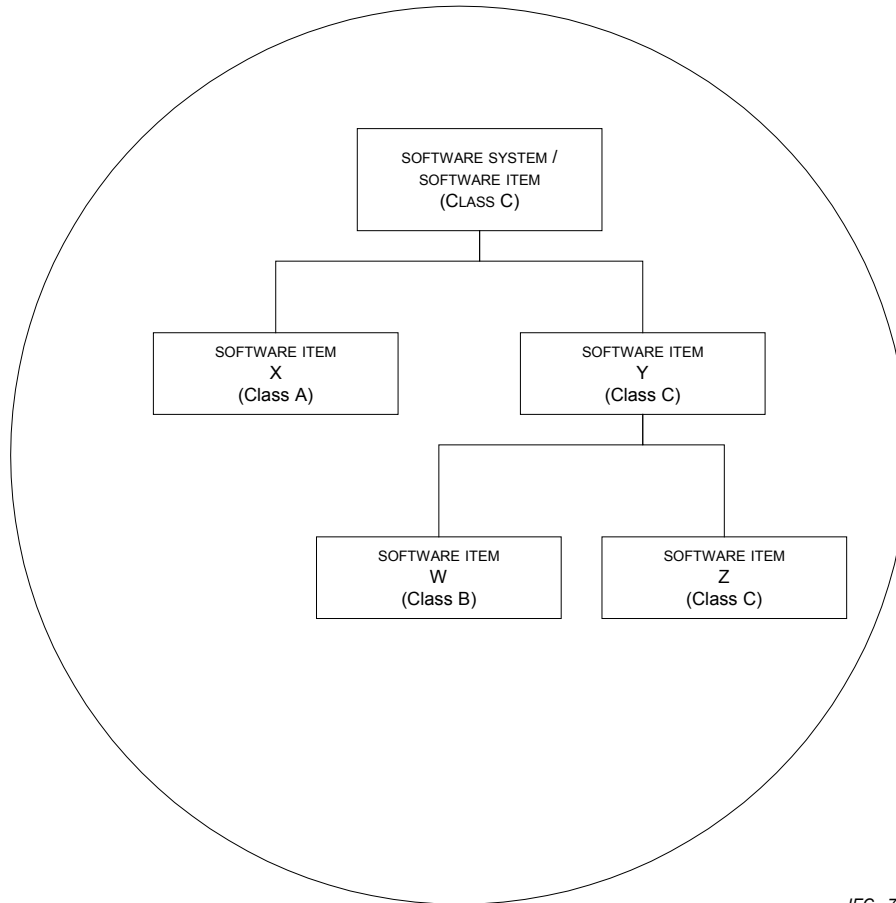 SOFTWARE SYSTEM /
SOFTWARE ITEM
(CLASS C)
SOFTWARE ITEM
X
(Class A)
SOFTWARE ITEM
Y
(Class C)
SOFTWARE ITEM
W
(Class B)
SOFTWARE ITEM
Z
(Class C)